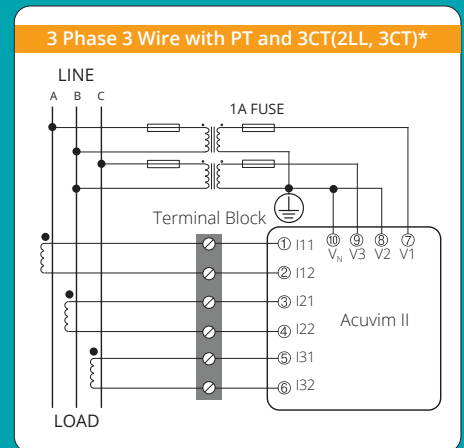 3 Phase 3 Wire with PT and 3CT(2LL, 3CT)*
LINE
A B C
1A FUSE
Terminal Block
⑩ ⑨ ⑧ ⑦
VN V3 V2 V1
① I11
② I12
③ I21
④ I22
⑤ I31
⑥ I32
Acuvim II
LOAD